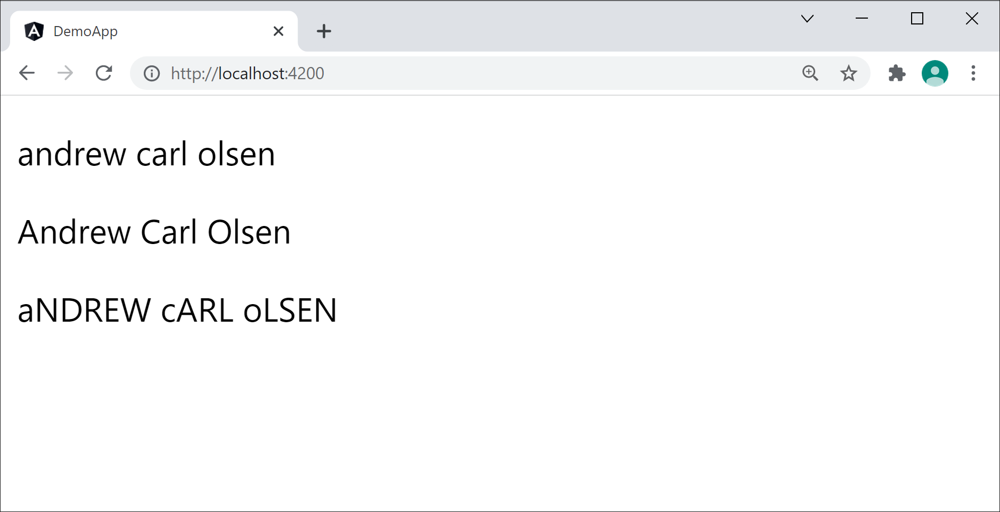 DemoApp
http://localhost:4200
andrew carl olsen
Andrew Carl Olsen
aNDREW cARL oLSEN